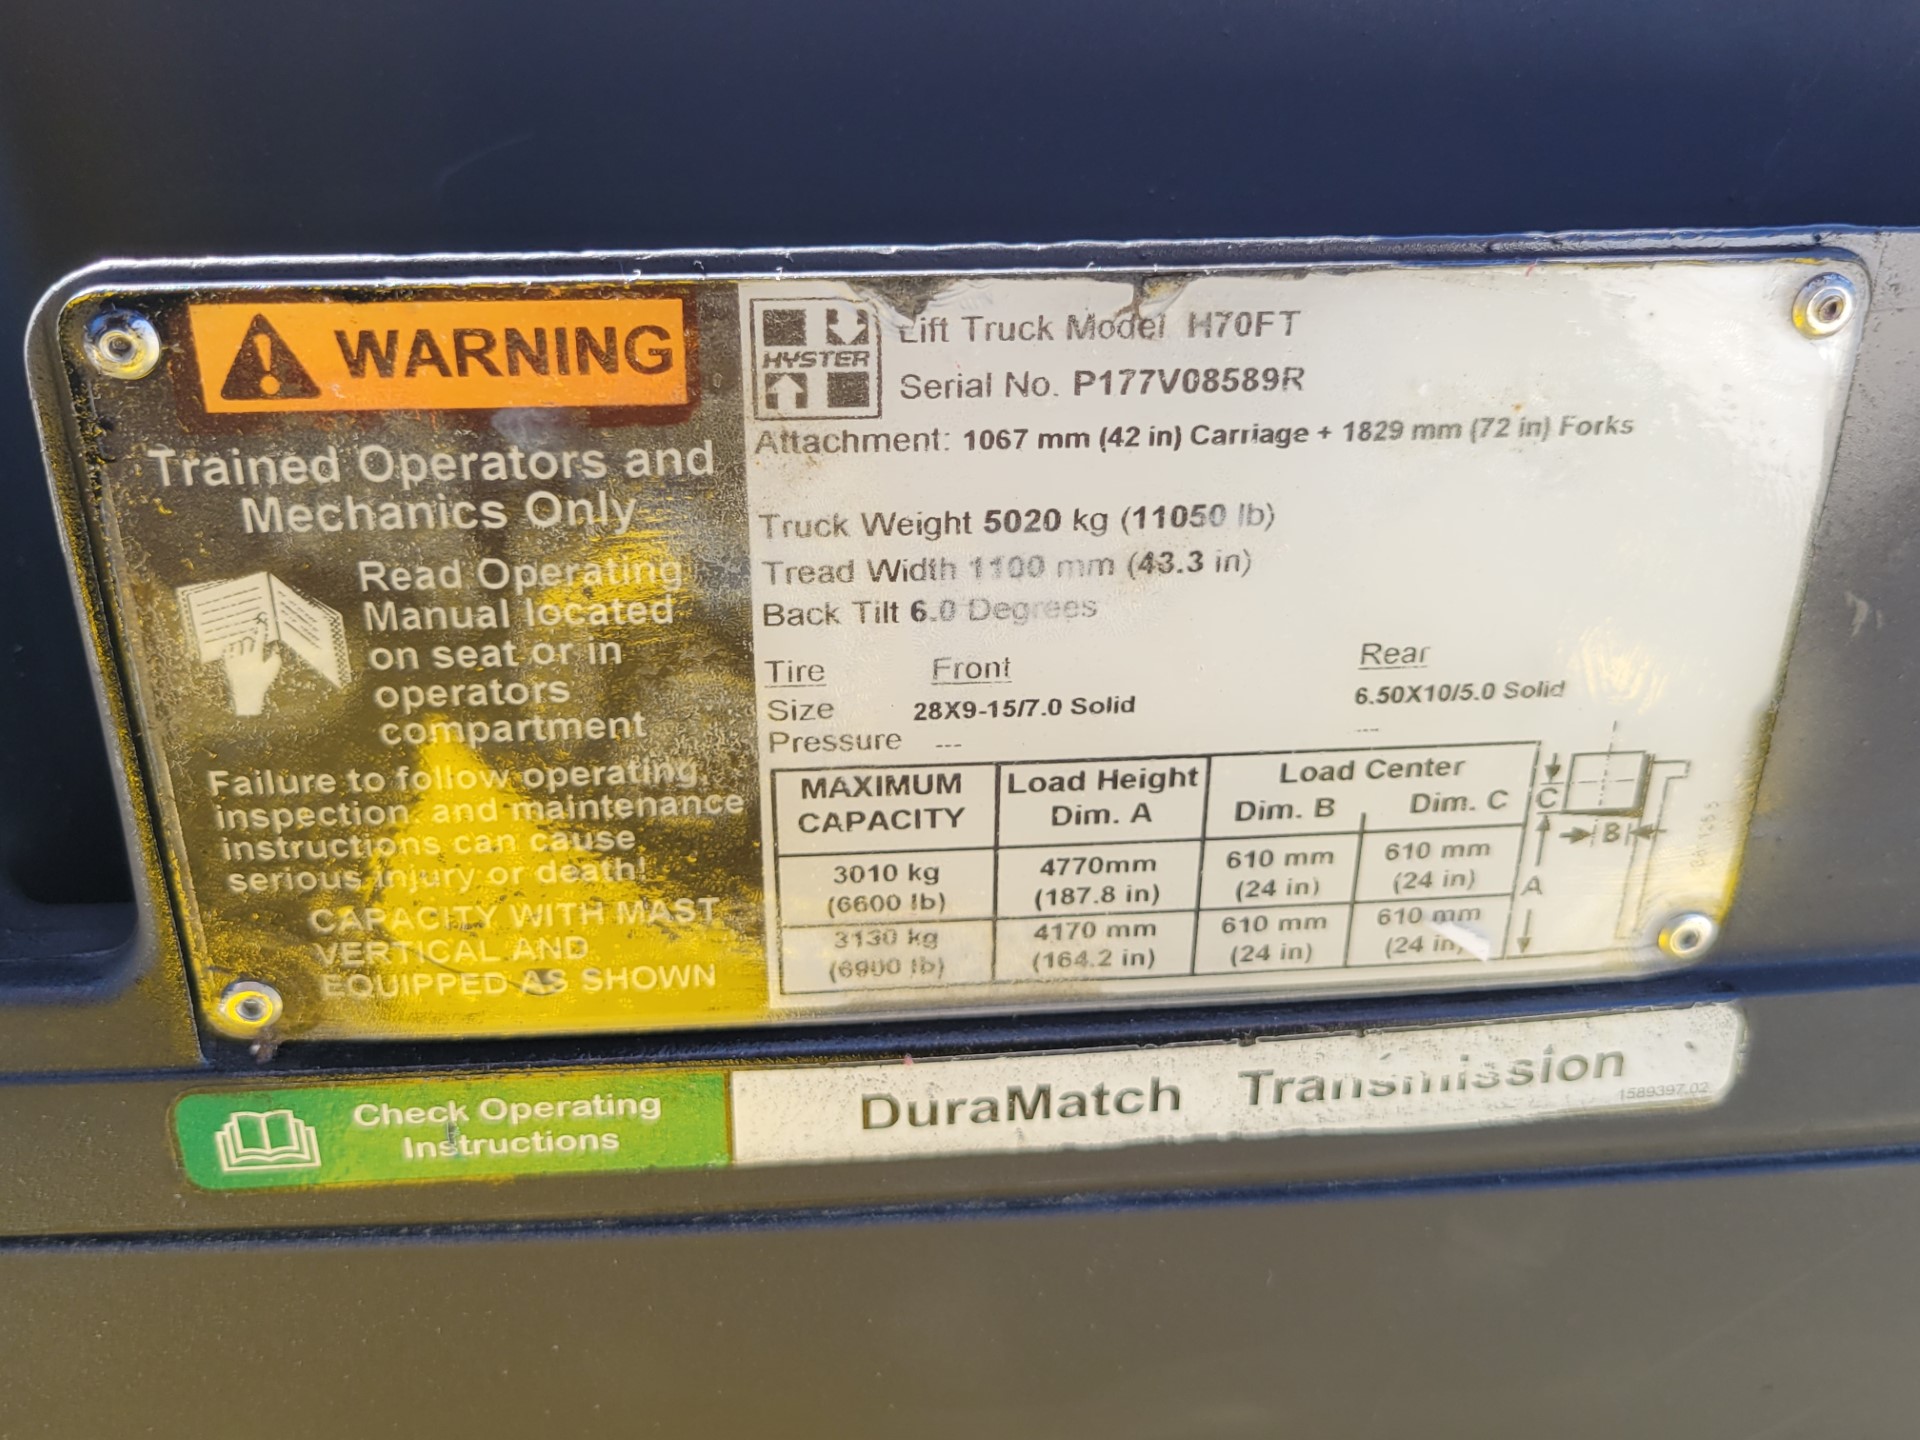 WARNING
Trained Operators and
Mechanics Only
Read Operating
Manual located
on seat or in
operators
compartment
Failure to follow operating,
inspection and maintenance
instructions can cause
serious injury or death!
CAPACITY WITH MAST
VERTICAL AND
EQUIPPED AS SHOWN
HYSTER
Lift Truck Model H70FT
Serial No. P177V08589R
Attachment: 1067 mm (42 in) Carriage + 1829 mm (72 in) Forks
Truck Weight 5020 kg (11050 lb)
Tread Width 1100 mm (43.3 in)
Back Tilt 6.0 Degrees
Tire Front Rear
Size 28X9-15/7.0 Solid 6.50X10/5.0 Solid
Pressure --- ---
MAXIMUM CAPACITY Load Height Dim. A Load Center Dim. B Dim. C
3010 kg 4770mm 610 mm 610 mm
(6600 lb) (187.8 in) (24 in) (24 in)
3130 kg 4170 mm 610 mm 610 mm
(6900 lb) (164.2 in) (24 in) (24 in)
C
B
A
Check Operating
Instructions
DuraMatch Transmission
1589397.02